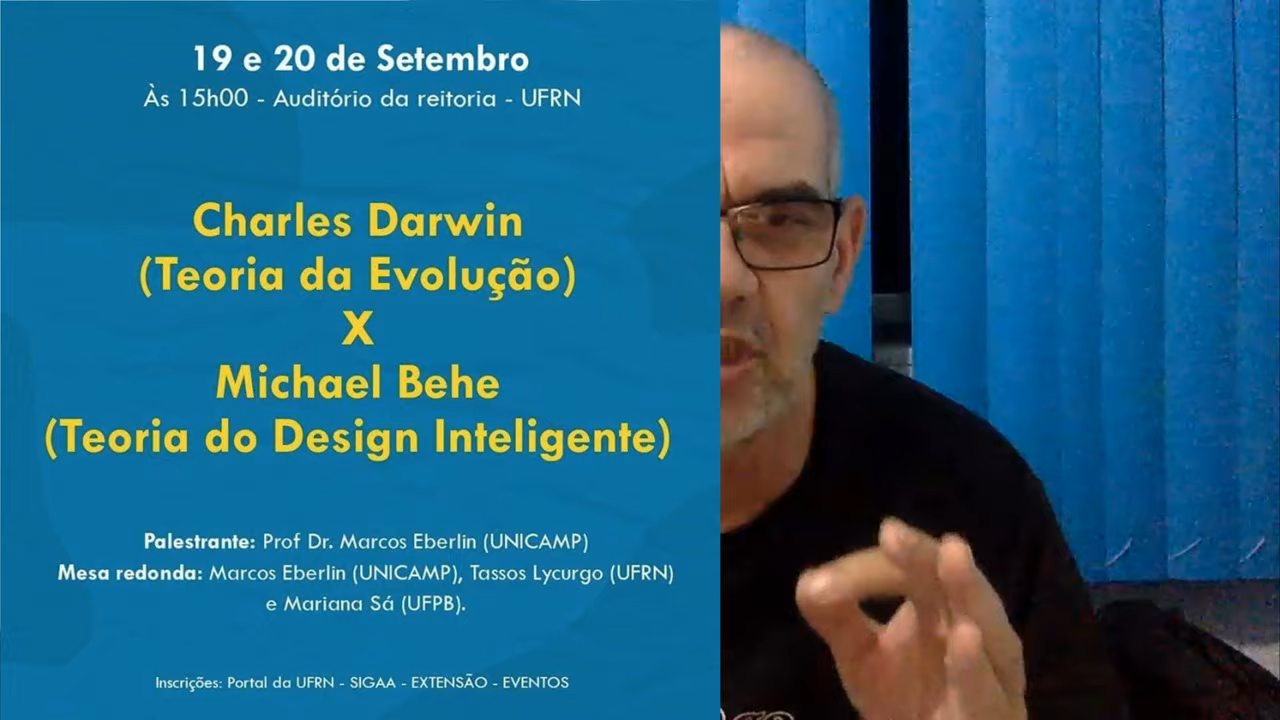 19 e 20 de Setembro
Às 15h00 - Auditório da reitoria - UFRN
Charles Darwin
(Teoria da Evolução)
X
Michael Behe
(Teoria do Design Inteligente)
Palestrante: Prof Dr. Marcos Eberlin (UNICAMP)
Mesa redonda: Marcos Eberlin (UNICAMP), Tassos Lycurgo (UFRN)
e Mariana Sá (UFPB).
Inscrições: Portal da UFRN - SIGAA - EXTENSÃO - EVENTOS